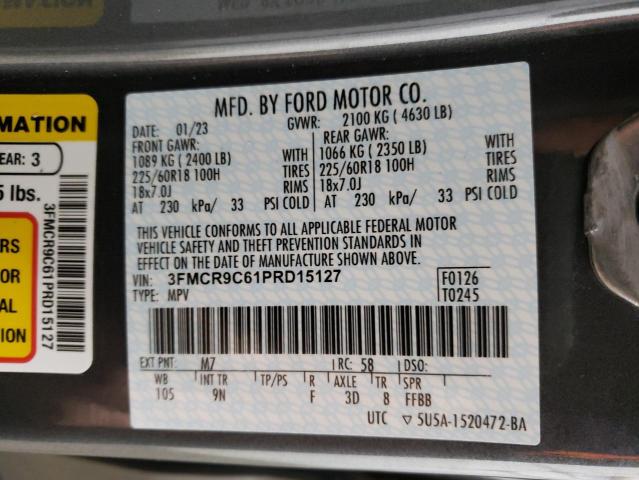 RMATION
EAR: 3
5 lbs.
ERS
OR
AL
TION
3FMCR9C61PRD15127
MFD. BY FORD MOTOR CO.
DATE: 01/23 GVWR: 2100 KG ( 4630 LB)
FRONT GAWR: REAR GAWR:
1089 KG ( 2400 LB) WITH 1066 KG ( 2350 LB) WITH
225/60R18 100H TIRES 225/60R18 100H TIRES
18x7.0J RIMS 18x7.0J RIMS
AT 230 kPa/ 33 PSI COLD AT 230 kPa/ 33 PSI COLD
THIS VEHICLE CONFORMS TO ALL APPLICABLE FEDERAL MOTOR
VEHICLE SAFETY AND THEFT PREVENTION STANDARDS IN
EFFECT ON THE DATE OF MANUFACTURE SHOWN ABOVE.
VIN: 3FMCR9C61PRD15127 F0126
TYPE: MPV T0245
EXT PNT: M7 RC: 58 DSO:
WB INT TR TP/PS R AXLE TR SPR
105 9N F 3D 8 FFBB
UTC ▽ 5U5A-1520472-BA